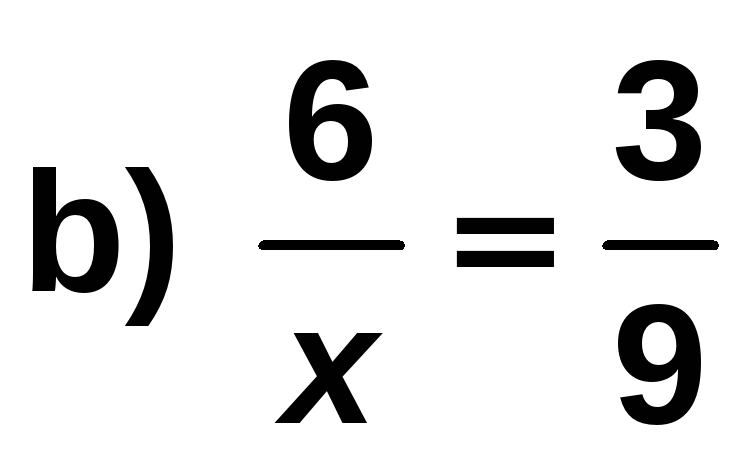 b) 6/x = 3/9